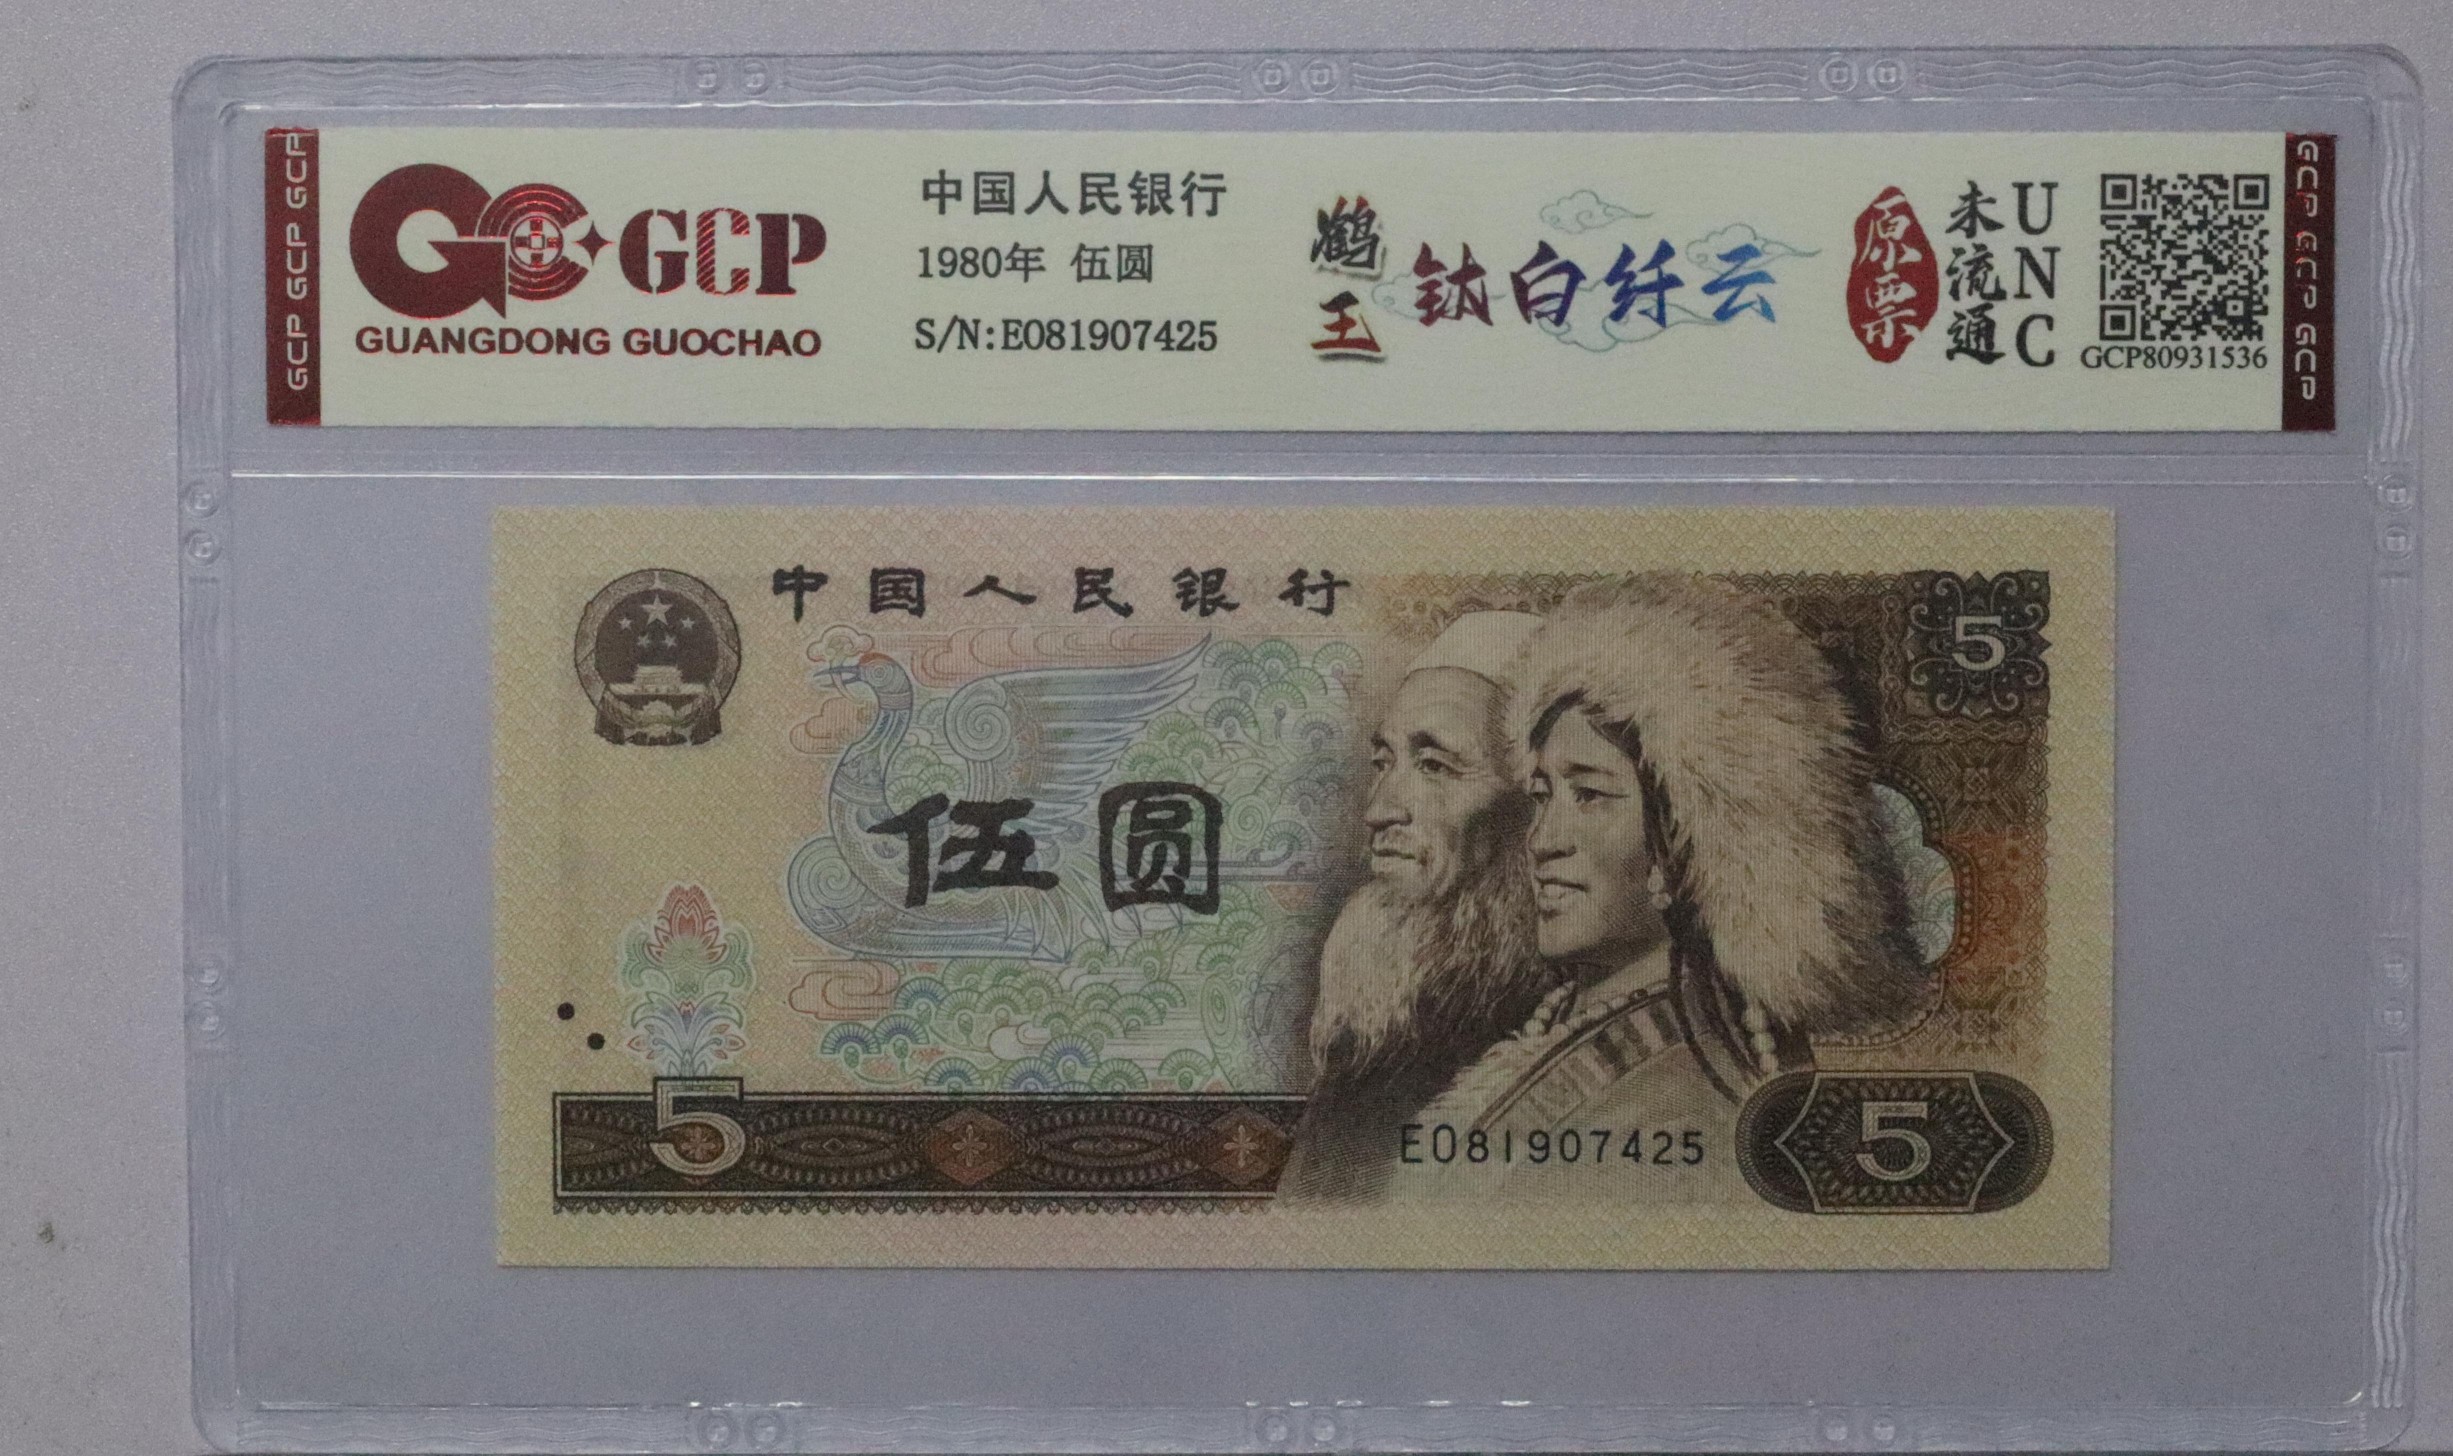 GCP GCP GCP
GCP
GUANGDONG GUOCHAO
中国人民银行
1980年 伍圆
S/N:E081907425
鹤王
钛白纤云
原票
未流通
UNC
GCP80931536
GCP GCP GCP GCP
中国人民银行
5
伍圆
5
E081907425
5